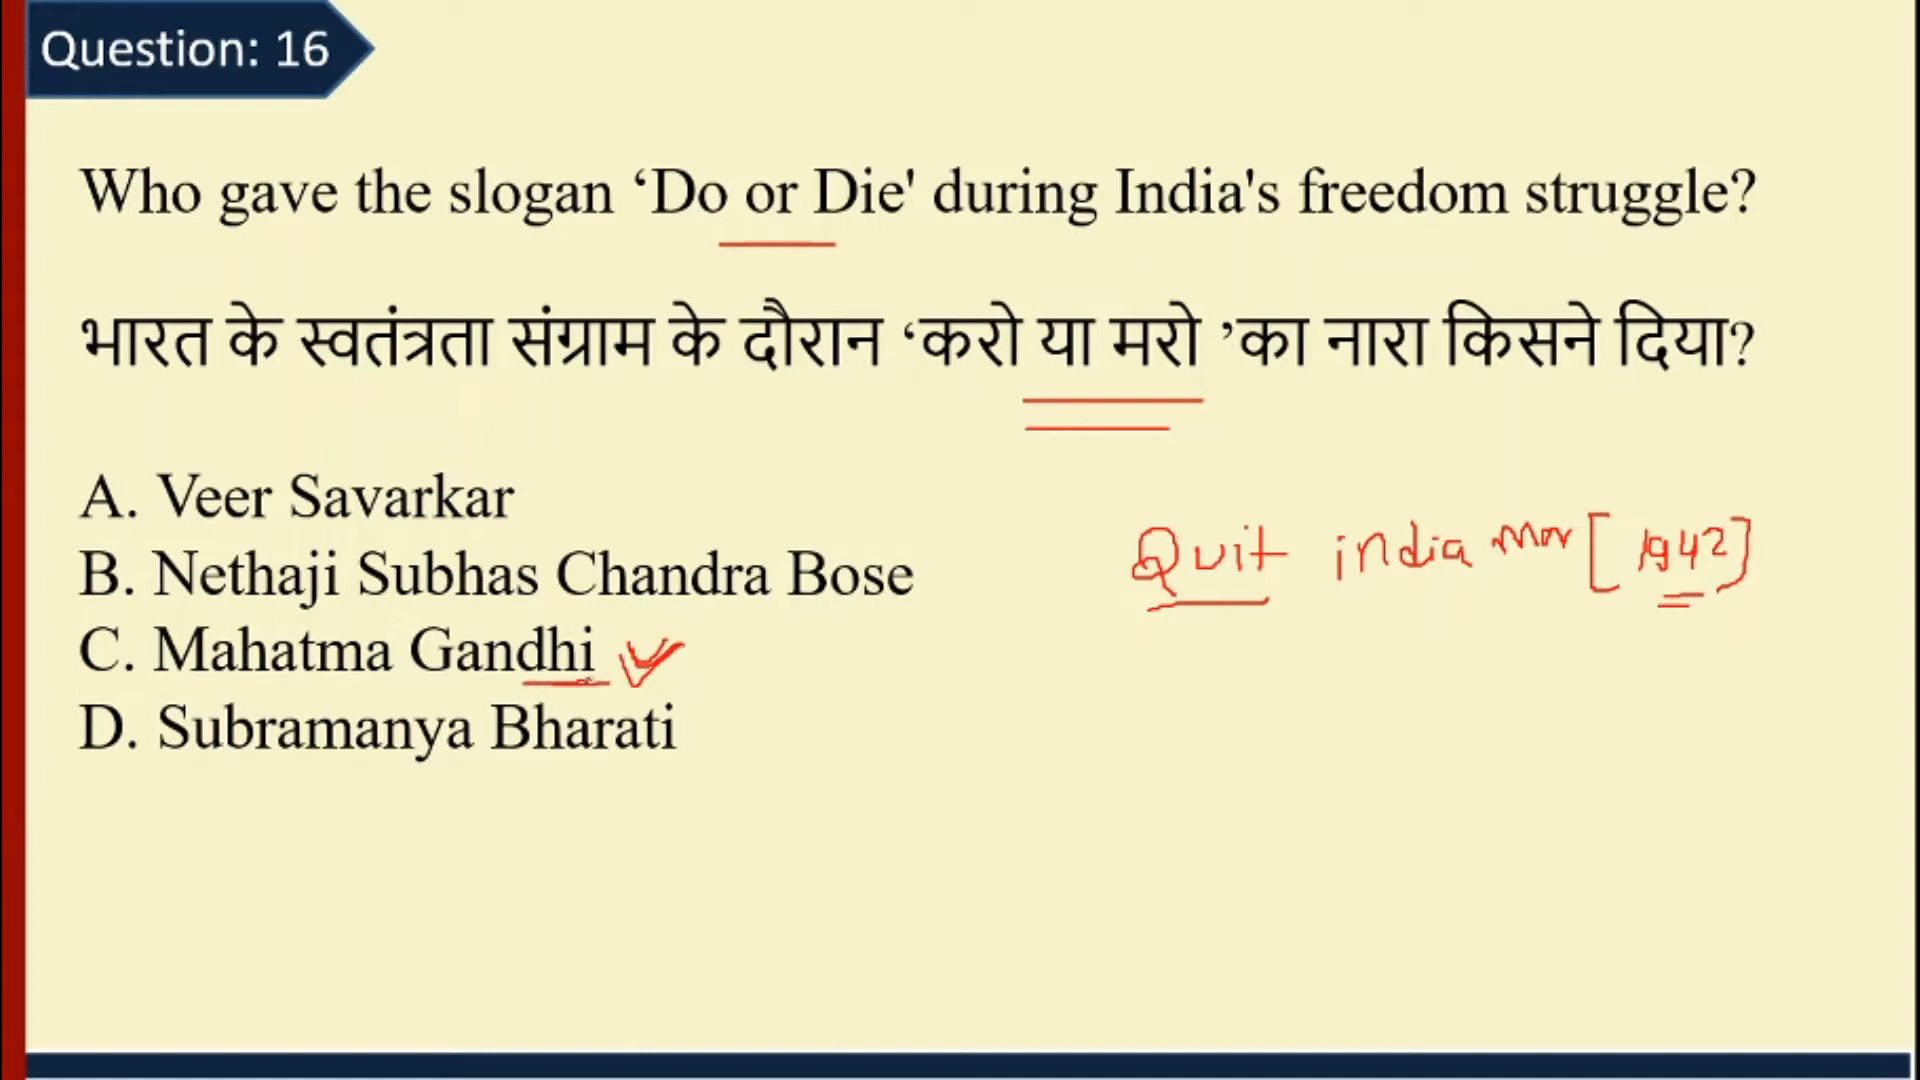 Question: 16
Who gave the slogan ‘Do or Die' during India's freedom struggle?
भारत के स्वतंत्रता संग्राम के दौरान ‘करो या मरो ’का नारा किसने दिया?
A. Veer Savarkar
B. Nethaji Subhas Chandra Bose
Quit india mov [1942]
C. Mahatma Gandhi
D. Subramanya Bharati